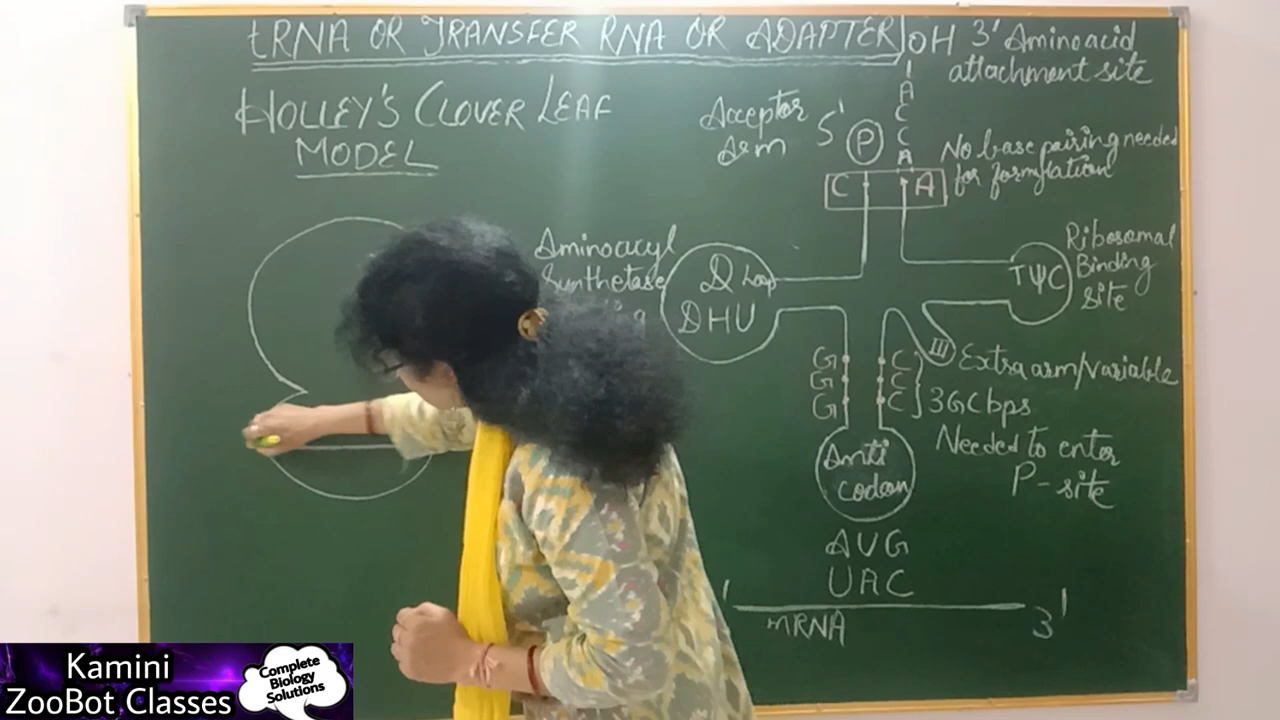 tRNA OR TRANSFER RNA OR ADAPTER
HOLLEY'S CLOVER LEAF
MODEL
OH 3' Aminoacid
attachment site
A
C
C
A
Acceptor
Arm
5'
P
No base pairing needed
for formylation
C A
Aminoacyl
Synthetase
D Loop
DHU
TΨC
Ribosomal
Binding
site
G C
G C
G C
III
Extra arm/variable
3GC bps
Needed to enter
P-site
Anti
codon
AUG
UAC
mRNA
3'
Kamini
ZooBot Classes
Complete
Biology
Solutions